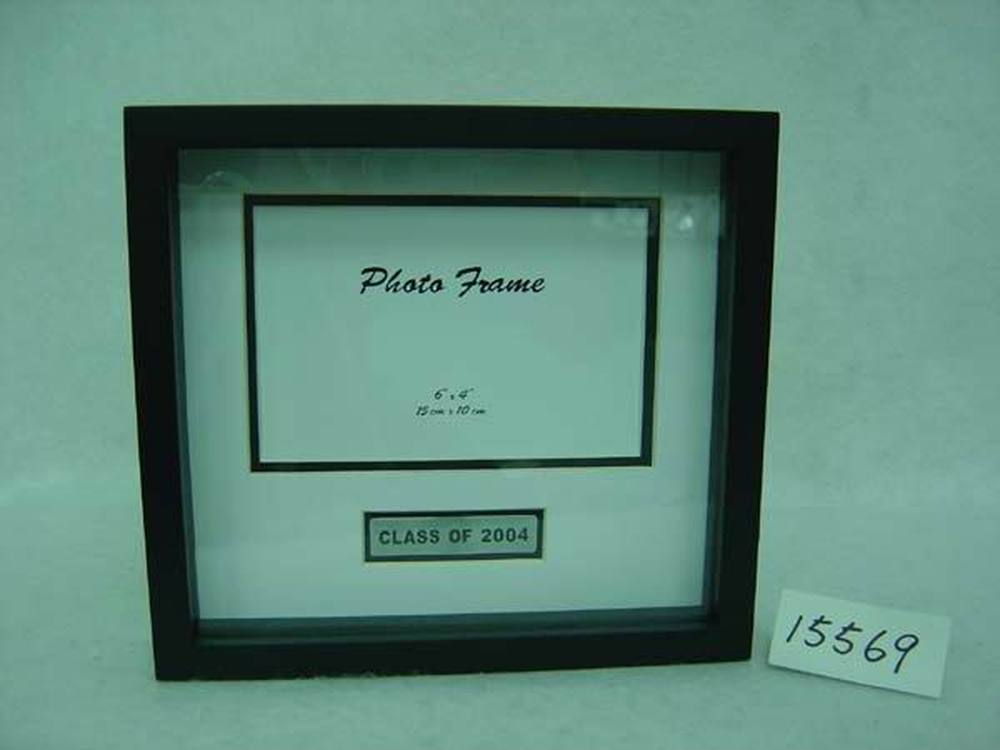 Photo Frame
6" x 4"
15 cm x 10 cm
CLASS OF 2004
15569